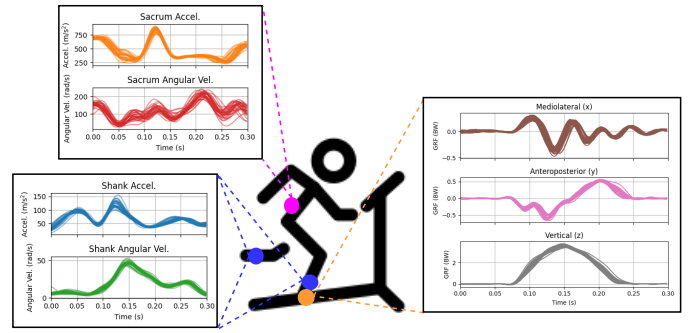 Sacrum Accel.
Accel. (m/s²)
750
500
250
Sacrum Angular Vel.
Angular Vel. (rad/s)
200
100
0.00 0.05 0.10 0.15 0.20 0.25 0.30
Time (s)
Shank Accel.
Accel. (m/s²)
150
100
50
Shank Angular Vel.
Angular Vel. (rad/s)
50
0
0.00 0.05 0.10 0.15 0.20 0.25 0.30
Time (s)
Mediolateral (x)
GRF (BW)
0.0
−0.5
Anteroposterior (y)
GRF (BW)
0.5
0.0
−0.5
Vertical (z)
GRF (BW)
2
0
0.00 0.05 0.10 0.15 0.20 0.25 0.30
Time (s)